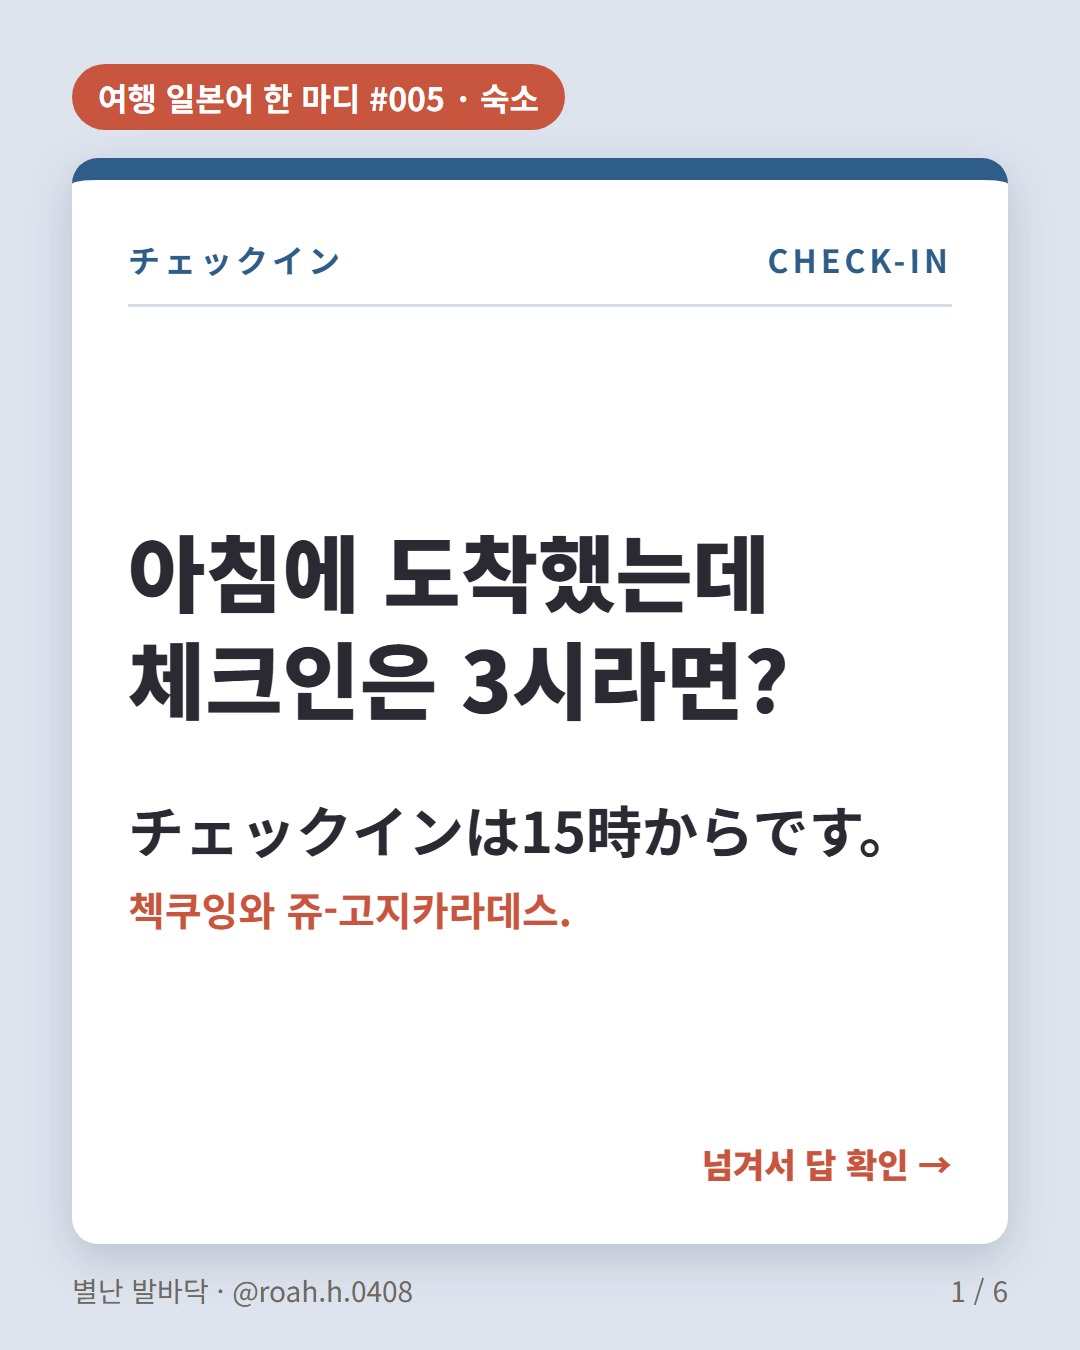 여행 일본어 한 마디 #005 · 숙소
チェックイン
CHECK-IN
아침에 도착했는데
체크인은 3시라면?
チェックインは15時からです。
첵쿠잉와 쥬-고지카라데스.
넘겨서 답 확인 →
별난 발바닥 · @roah.h.0408
1 / 6